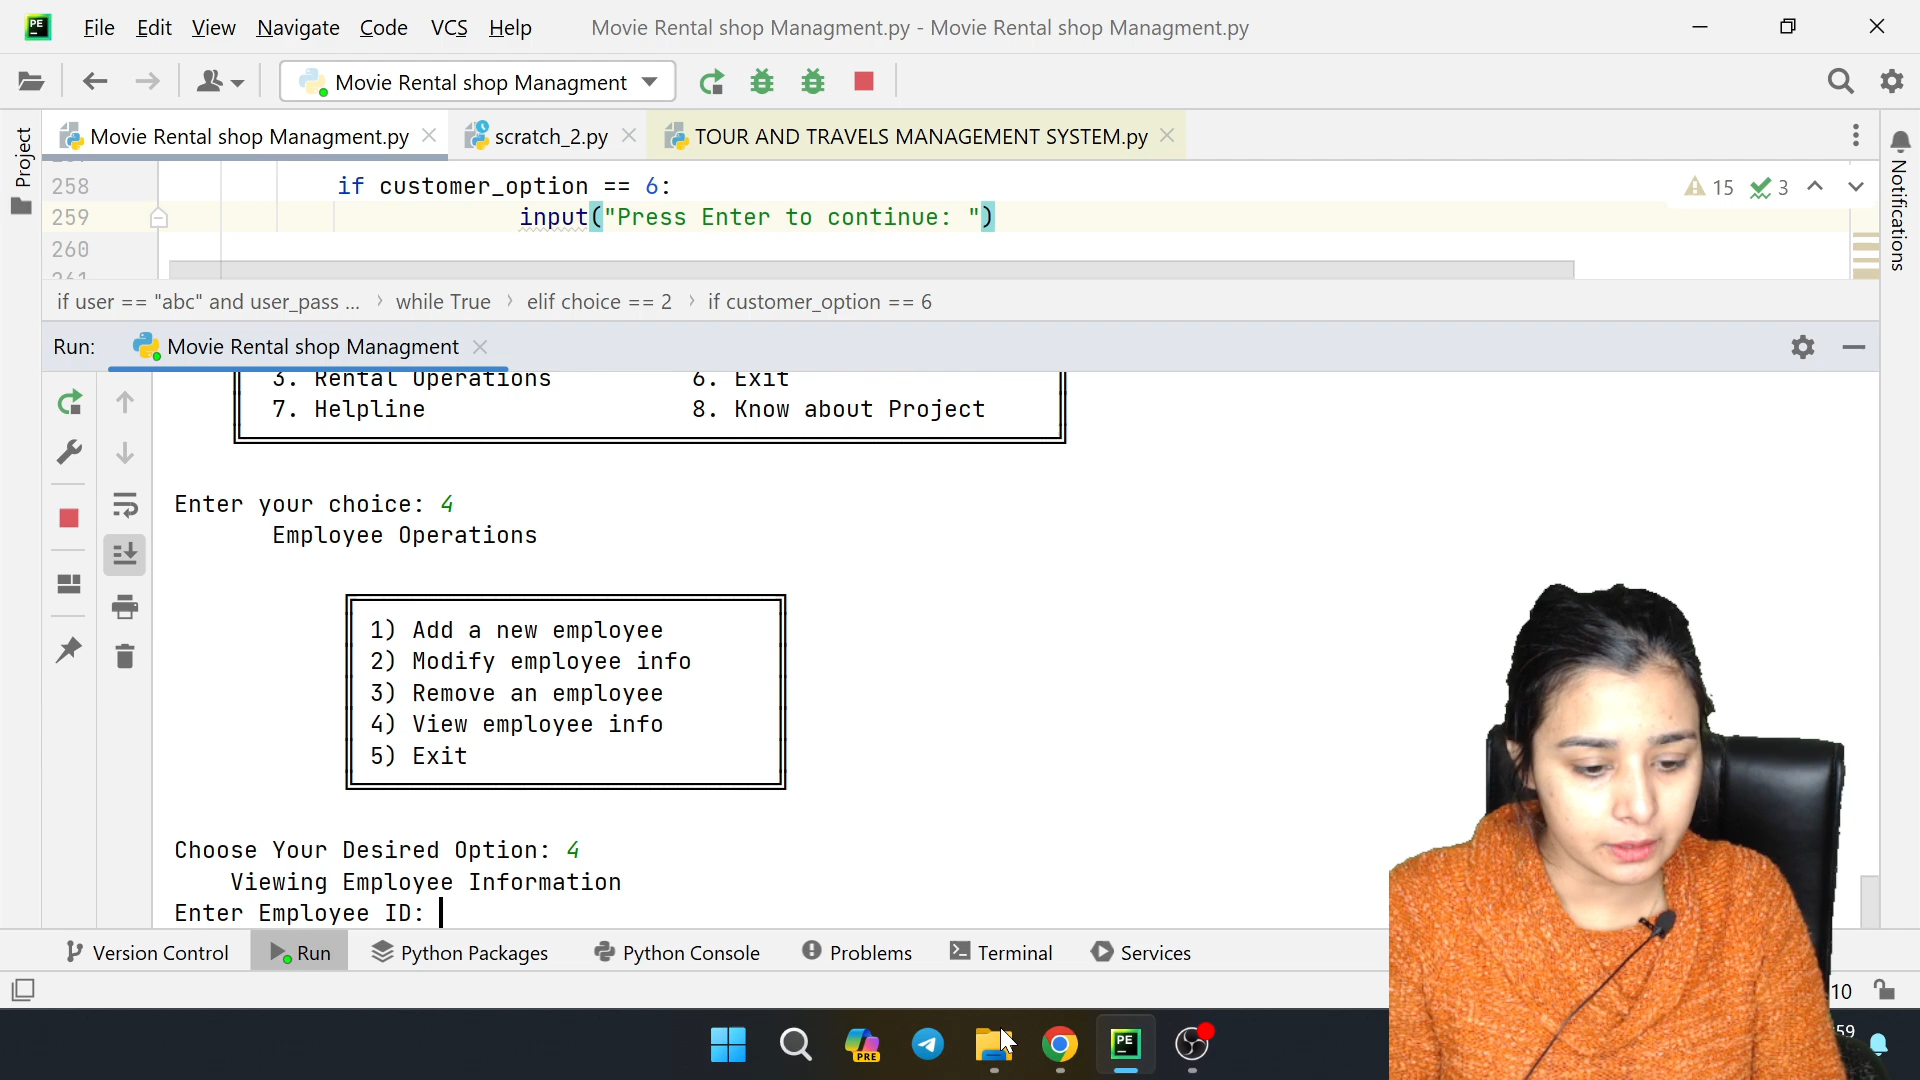 PE File Edit View Navigate Code VCS Help Movie Rental shop Managment.py - Movie Rental shop Managment.py
Movie Rental shop Managment
Movie Rental shop Managment.py scratch_2.py TOUR AND TRAVELS MANAGEMENT SYSTEM.py
Project
Notifications
258 if customer_option == 6:
15 3
259 input("Press Enter to continue: ")
260
261
if user == "abc" and user_pass ... › while True › elif choice == 2 › if customer_option == 6
Run: Movie Rental shop Managment
3. Rental Operations 6. Exit
7. Helpline 8. Know about Project
Enter your choice: 4
Employee Operations
1) Add a new employee
2) Modify employee info
3) Remove an employee
4) View employee info
5) Exit
Choose Your Desired Option: 4
Viewing Employee Information
Enter Employee ID:
Version Control Run Python Packages Python Console Problems Terminal Services
10
PRE PE 59